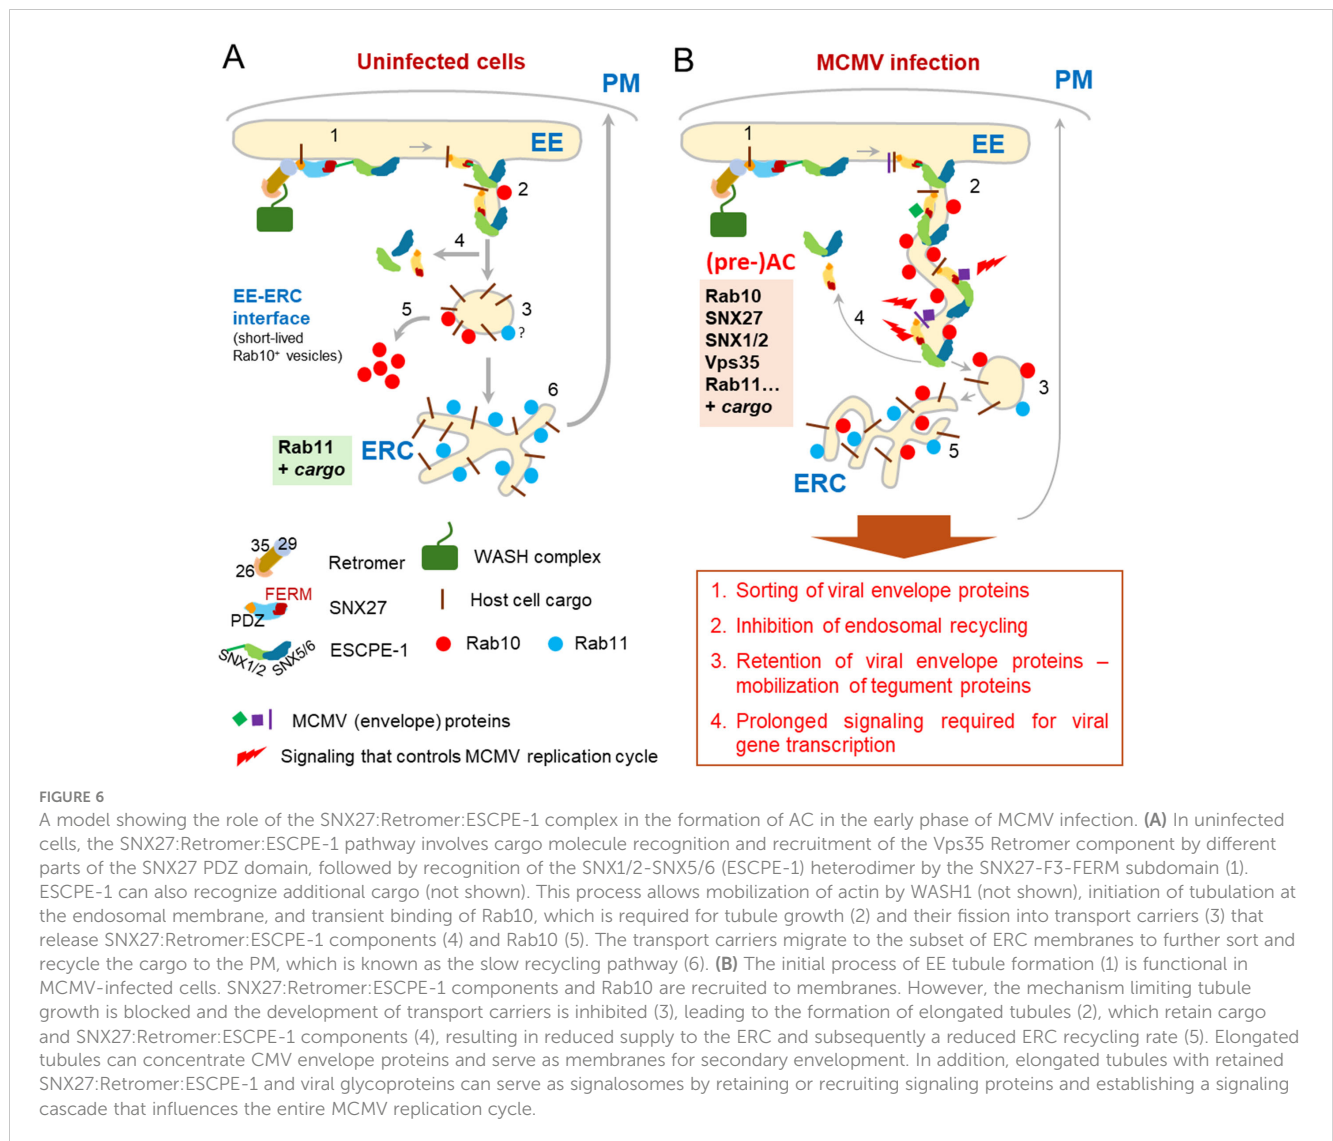 A
Uninfected cells
PM
1
EE
2
4
EE-ERC
interface
(short-lived
Rab10⁺ vesicles)
5
3
?
6
Rab11
+ cargo
ERC
B
MCMV infection
PM
1
EE
2
(pre-)AC
Rab10
SNX27
SNX1/2
Vps35
Rab11...
+ cargo
4
3
5
ERC
35 29
26
Retromer
WASH complex
FERM
PDZ
SNX27
Host cell cargo
SNX1/2 SNX5/6
ESCPE-1
Rab10
Rab11
MCMV (envelope) proteins
Signaling that controls MCMV replication cycle
1. Sorting of viral envelope proteins
2. Inhibition of endosomal recycling
3. Retention of viral envelope proteins –
mobilization of tegument proteins
4. Prolonged signaling required for viral
gene transcription
FIGURE 6
A model showing the role of the SNX27:Retromer:ESCPE-1 complex in the formation of AC in the early phase of MCMV infection. (A) In uninfected
cells, the SNX27:Retromer:ESCPE-1 pathway involves cargo molecule recognition and recruitment of the Vps35 Retromer component by different
parts of the SNX27 PDZ domain, followed by recognition of the SNX1/2-SNX5/6 (ESCPE-1) heterodimer by the SNX27-F3-FERM subdomain (1).
ESCPE-1 can also recognize additional cargo (not shown). This process allows mobilization of actin by WASH1 (not shown), initiation of tubulation at
the endosomal membrane, and transient binding of Rab10, which is required for tubule growth (2) and their fission into transport carriers (3) that
release SNX27:Retromer:ESCPE-1 components (4) and Rab10 (5). The transport carriers migrate to the subset of ERC membranes to further sort and
recycle the cargo to the PM, which is known as the slow recycling pathway (6). (B) The initial process of EE tubule formation (1) is functional in
MCMV-infected cells. SNX27:Retromer:ESCPE-1 components and Rab10 are recruited to membranes. However, the mechanism limiting tubule
growth is blocked and the development of transport carriers is inhibited (3), leading to the formation of elongated tubules (2), which retain cargo
and SNX27:Retromer:ESCPE-1 components (4), resulting in reduced supply to the ERC and subsequently a reduced ERC recycling rate (5). Elongated
tubules can concentrate CMV envelope proteins and serve as membranes for secondary envelopment. In addition, elongated tubules with retained
SNX27:Retromer:ESCPE-1 and viral glycoproteins can serve as signalosomes by retaining or recruiting signaling proteins and establishing a signaling
cascade that influences the entire MCMV replication cycle.